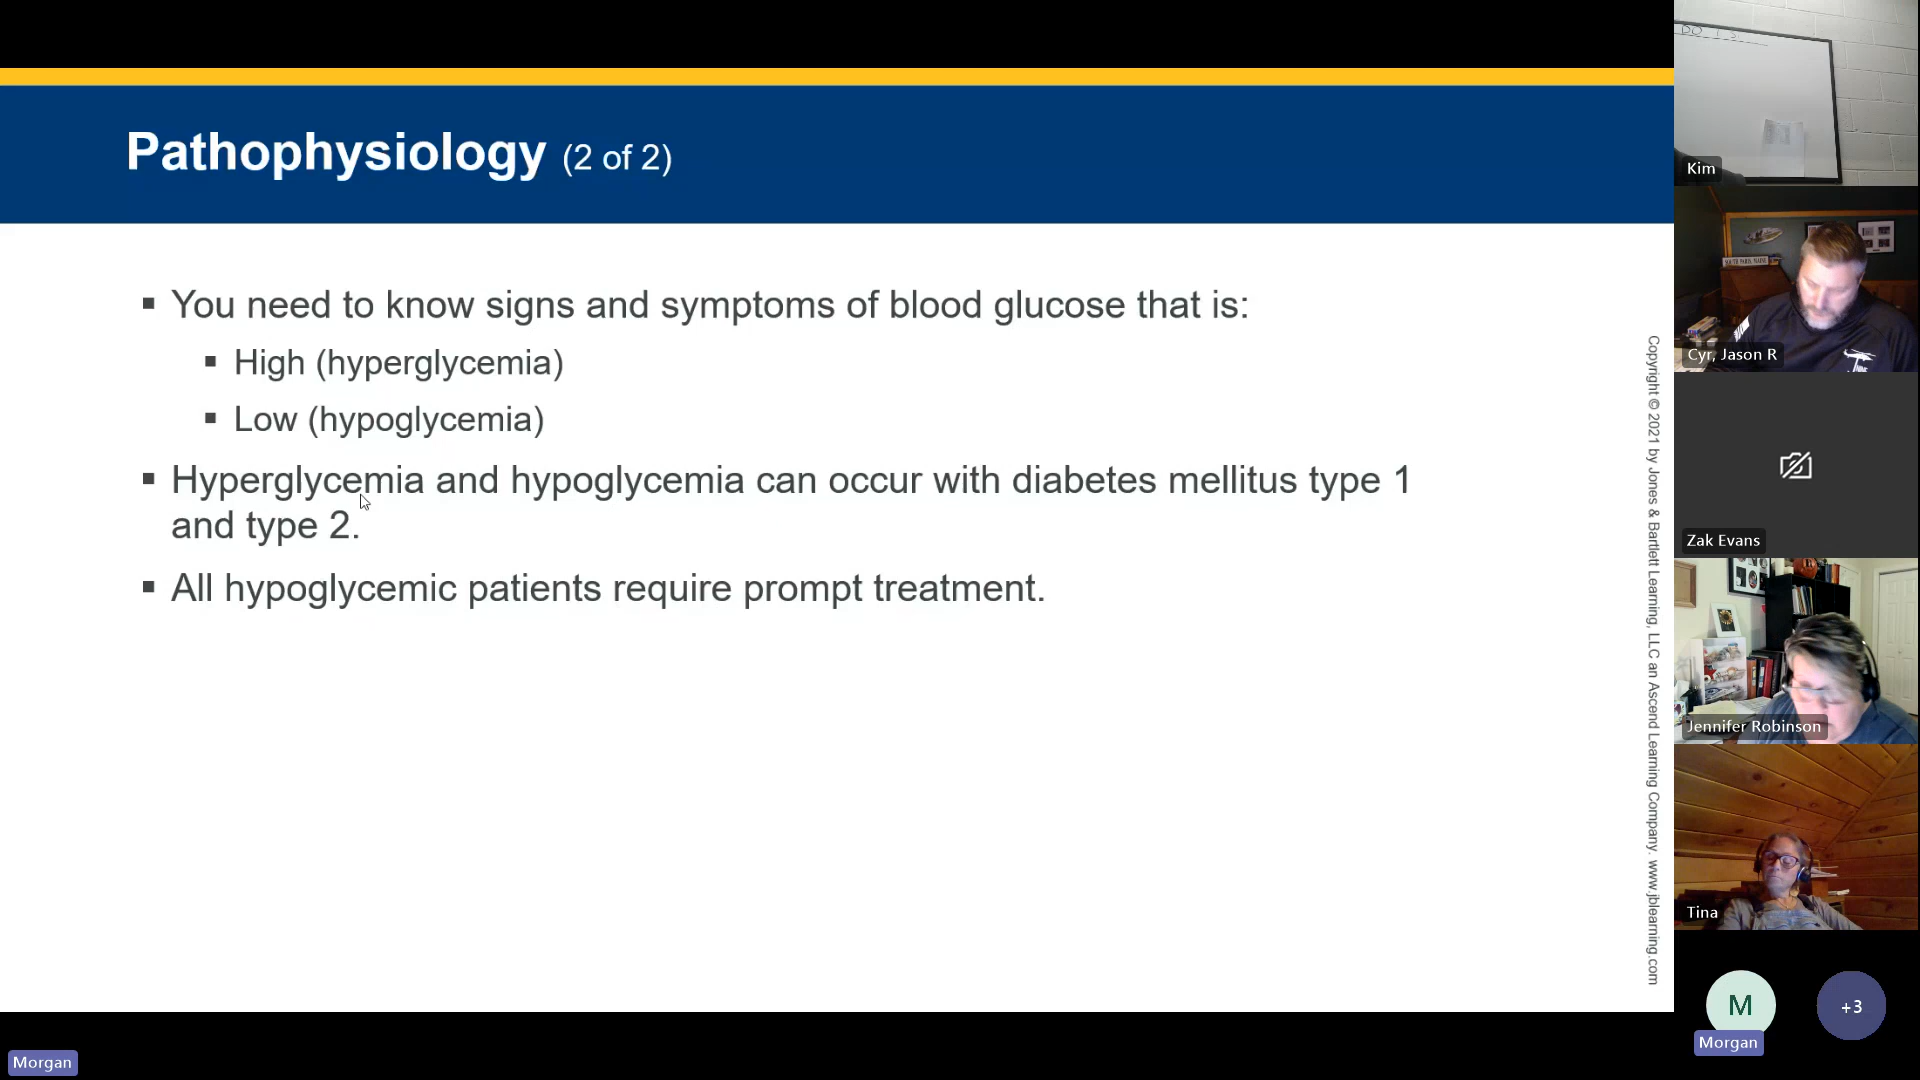 Pathophysiology (2 of 2)
▪ You need to know signs and symptoms of blood glucose that is:
▪ High (hyperglycemia)
▪ Low (hypoglycemia)
▪ Hyperglycemia and hypoglycemia can occur with diabetes mellitus type 1
and type 2.
▪ All hypoglycemic patients require prompt treatment.
Copyright © 2021 by Jones & Bartlett Learning, LLC an Ascend Learning Company. www.jblearning.com
Kim
SOUTH PARIS, MAINE
Cyr, Jason R
Zak Evans
Jennifer Robinson
Tina
M
+3
Morgan
Morgan